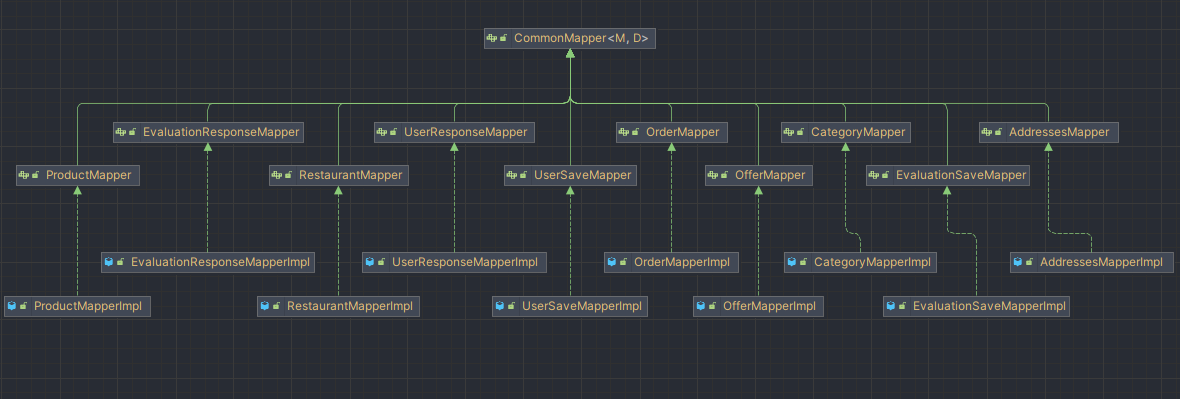 CommonMapper<M, D>
EvaluationResponseMapper
UserResponseMapper
OrderMapper
CategoryMapper
AddressesMapper
ProductMapper
RestaurantMapper
UserSaveMapper
OfferMapper
EvaluationSaveMapper
EvaluationResponseMapperImpl
UserResponseMapperImpl
OrderMapperImpl
CategoryMapperImpl
AddressesMapperImpl
ProductMapperImpl
RestaurantMapperImpl
UserSaveMapperImpl
OfferMapperImpl
EvaluationSaveMapperImpl